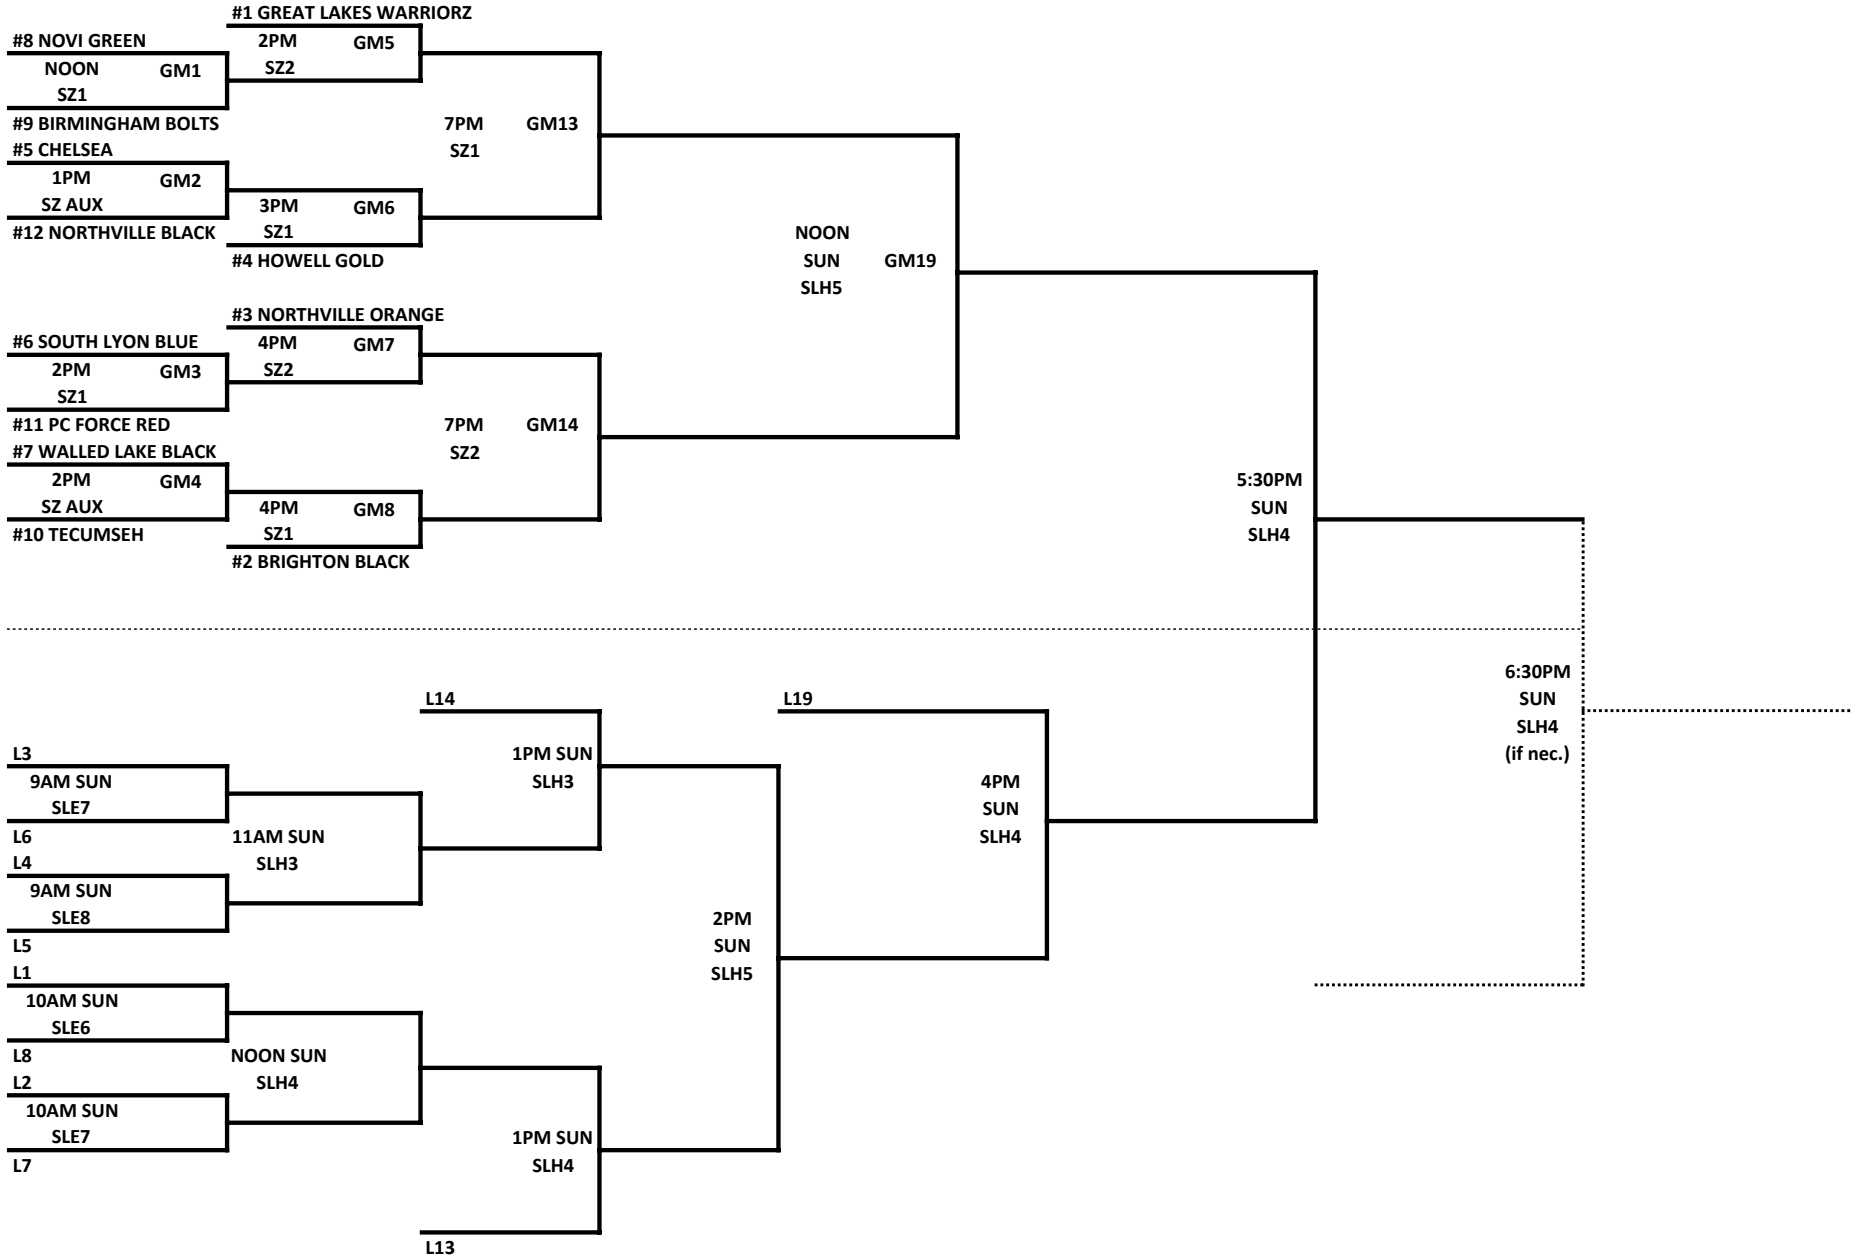 #1 GREAT LAKES WARRIORZ
#8 NOVI GREEN
2PM
GM5
NOON
GM1
SZ2
SZ1
#9 BIRMINGHAM BOLTS
7PM
GM13
#5 CHELSEA
SZ1
1PM
GM2
SZ AUX
3PM
GM6
#12 NORTHVILLE BLACK
SZ1
#4 HOWELL GOLD
NOON
SUN
GM19
SLH5
#3 NORTHVILLE ORANGE
#6 SOUTH LYON BLUE
4PM
GM7
2PM
GM3
SZ2
SZ1
#11 PC FORCE RED
7PM
GM14
#7 WALLED LAKE BLACK
SZ2
2PM
GM4
SZ AUX
4PM
GM8
#10 TECUMSEH
SZ1
#2 BRIGHTON BLACK
5:30PM
SUN
SLH4
6:30PM
SUN
SLH4
(if nec.)
L14
L19
L3
1PM SUN
9AM SUN
SLH3
SLE7
4PM
SUN
SLH4
L6
11AM SUN
L4
SLH3
9AM SUN
SLE8
2PM
SUN
SLH5
L5
L1
10AM SUN
SLE6
L8
NOON SUN
L2
SLH4
10AM SUN
SLE7
1PM SUN
L7
SLH4
L13